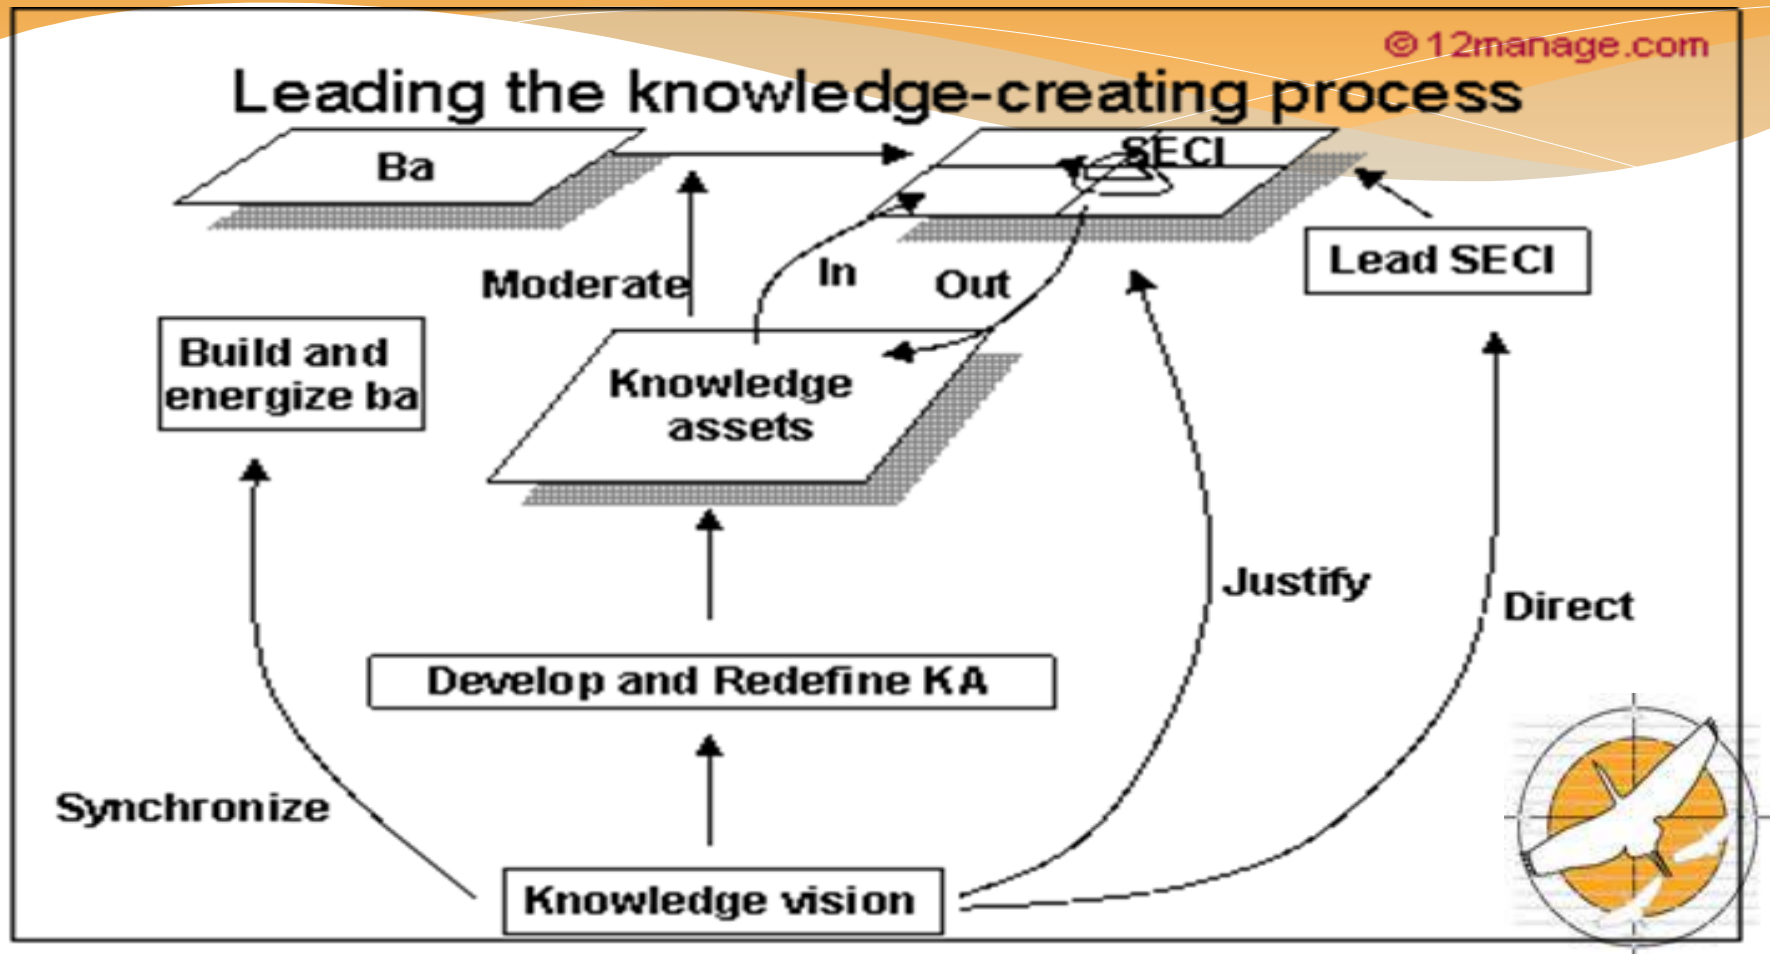 © 12manage.com
Leading the knowledge-creating process
Ba
SECI
Moderate
In
Out
Lead SECI
Build and
energize ba
Knowledge
assets
Justify
Direct
Develop and Redefine KA
Synchronize
Knowledge vision